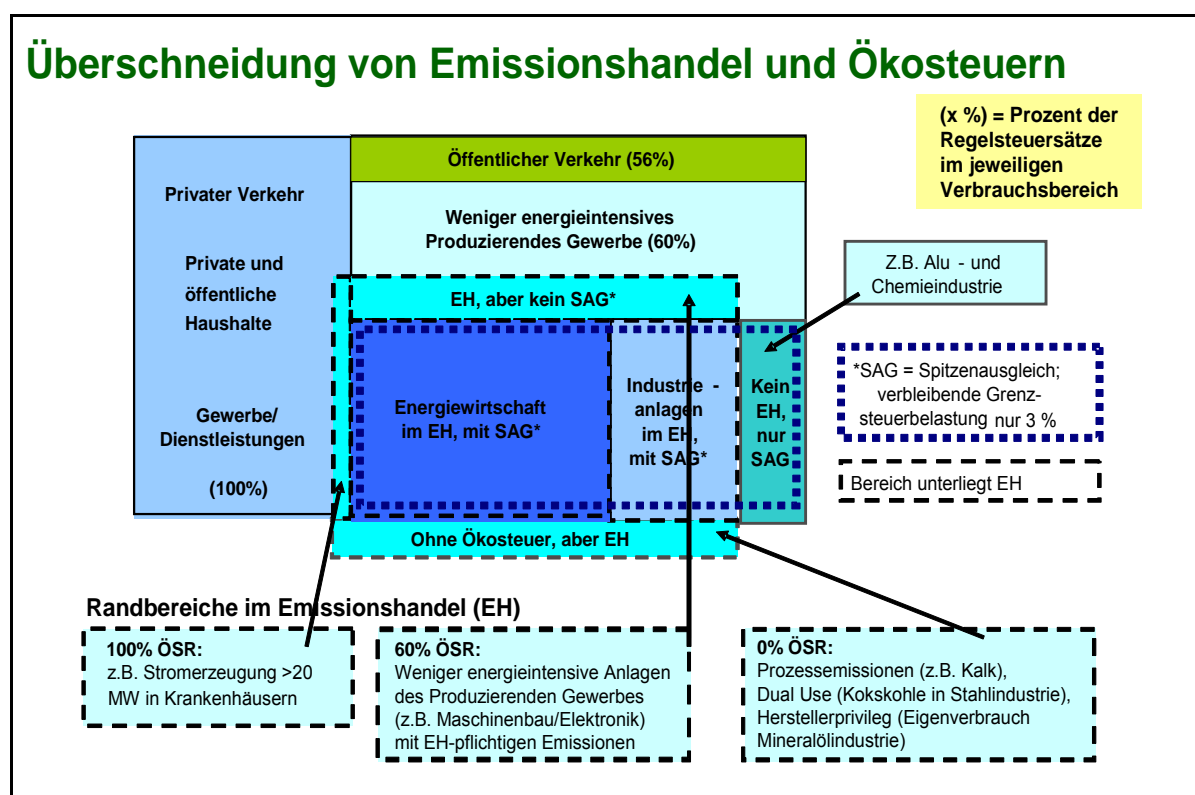 Überschneidung von Emissionshandel und Ökosteuern
(x %) = Prozent der
Regelsteuersätze
im jeweiligen
Verbrauchsbereich
Öffentlicher Verkehr (56%)
Privater Verkehr
Private und
öffentliche
Haushalte
Gewerbe/
Dienstleistungen
(100%)
Weniger energieintensives
Produzierendes Gewerbe (60%)
Z.B. Alu - und
Chemieindustrie
EH, aber kein SAG*
Energiewirtschaft
im EH, mit SAG*
Industrie -
anlagen
im EH,
mit SAG*
Kein
EH,
nur
SAG
*SAG = Spitzenausgleich;
verbleibende Grenz-
steuerbelastung nur 3 %
Bereich unterliegt EH
Ohne Ökosteuer, aber EH
Randbereiche im Emissionshandel (EH)
100% ÖSR:
z.B. Stromerzeugung >20
MW in Krankenhäusern
60% ÖSR:
Weniger energieintensive Anlagen
des Produzierenden Gewerbes
(z.B. Maschinenbau/Elektronik)
mit EH-pflichtigen Emissionen
0% ÖSR:
Prozessemissionen (z.B. Kalk),
Dual Use (Kokskohle in Stahlindustrie),
Herstellerprivileg (Eigenverbrauch
Mineralölindustrie)